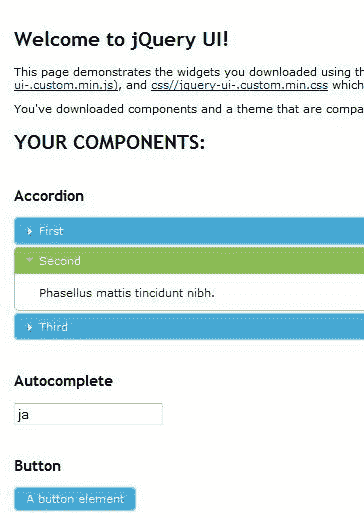 Welcome to jQuery UI!
This page demonstrates the widgets you downloaded using th
ui-.custom.min.js), and css//jquery-ui-.custom.min.css which
You've downloaded components and a theme that are compa
YOUR COMPONENTS:
Accordion
First
Second
Phasellus mattis tincidunt nibh.
Third
Autocomplete
ja
Button
A button element